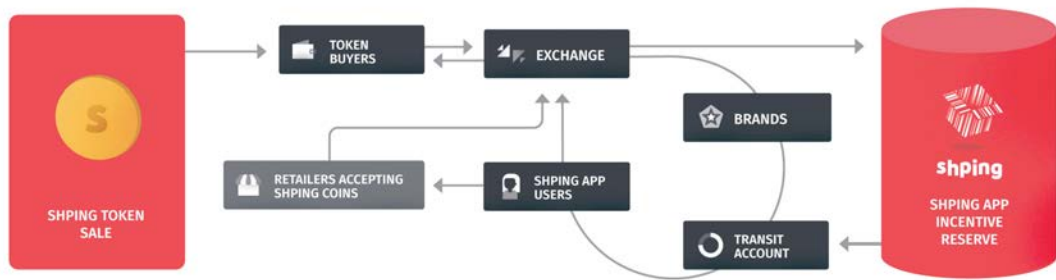 S
SHPING TOKEN
SALE
TOKEN
BUYERS
EXCHANGE
BRANDS
RETAILERS ACCEPTING
SHPING COINS
SHPING APP
USERS
TRANSIT
ACCOUNT
shping
SHPING APP
INCENTIVE
RESERVE